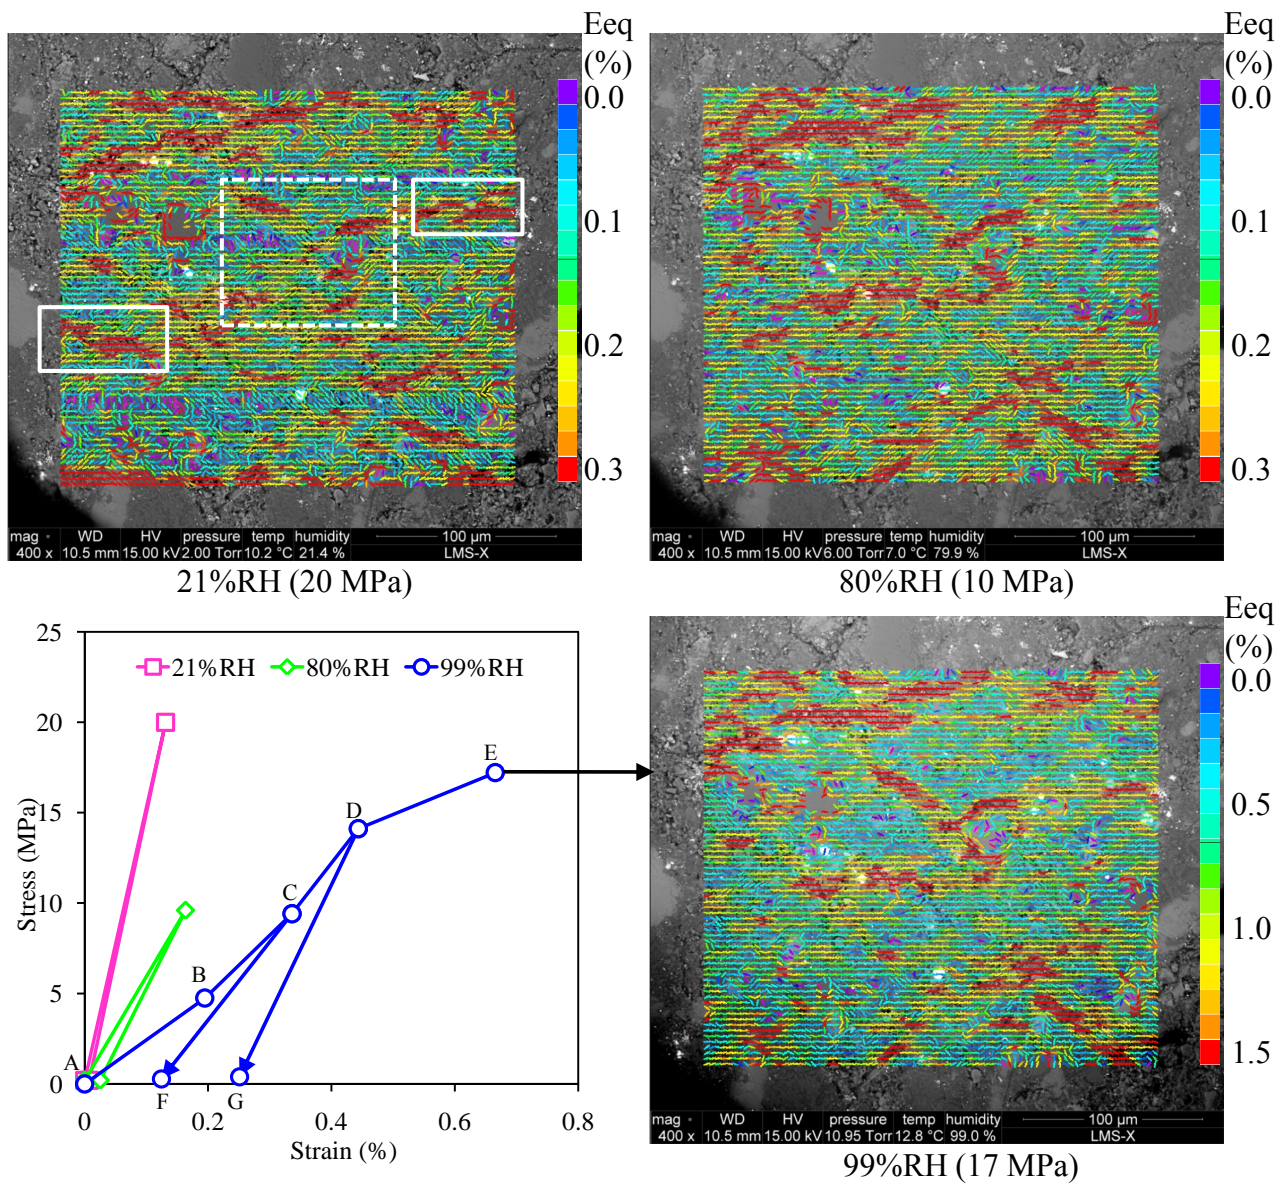 Eeq
(%)
0.0
0.1
0.2
0.3
mag WD HV pressure temp humidity 100 µm
400 x 10.5 mm 15.00 kV 2.00 Torr 10.2 °C 21.4 % LMS-X
21%RH (20 MPa)
Eeq
(%)
0.0
0.1
0.2
0.3
mag WD HV pressure temp humidity 100 µm
400 x 10.5 mm 15.00 kV 6.00 Torr 7.0 °C 79.9 % LMS-X
80%RH (10 MPa)
25
20
15
10
5
0
Stress (MPa)
21%RH 80%RH 99%RH
A
B
C
D
E
F
G
0 0.2 0.4 0.6 0.8
Strain (%)
Eeq
(%)
0.0
0.5
1.0
1.5
mag WD HV pressure temp humidity 100 µm
400 x 10.5 mm 15.00 kV 10.95 Torr 12.8 °C 99.0 % LMS-X
99%RH (17 MPa)